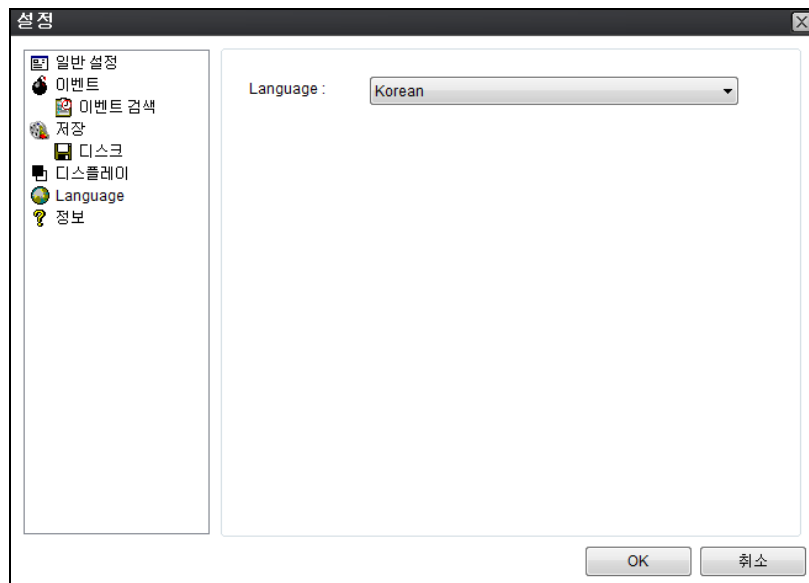 설정
일반 설정
이벤트
이벤트 검색
저장
디스크
디스플레이
Language
정보
Language :
Korean
OK
취소